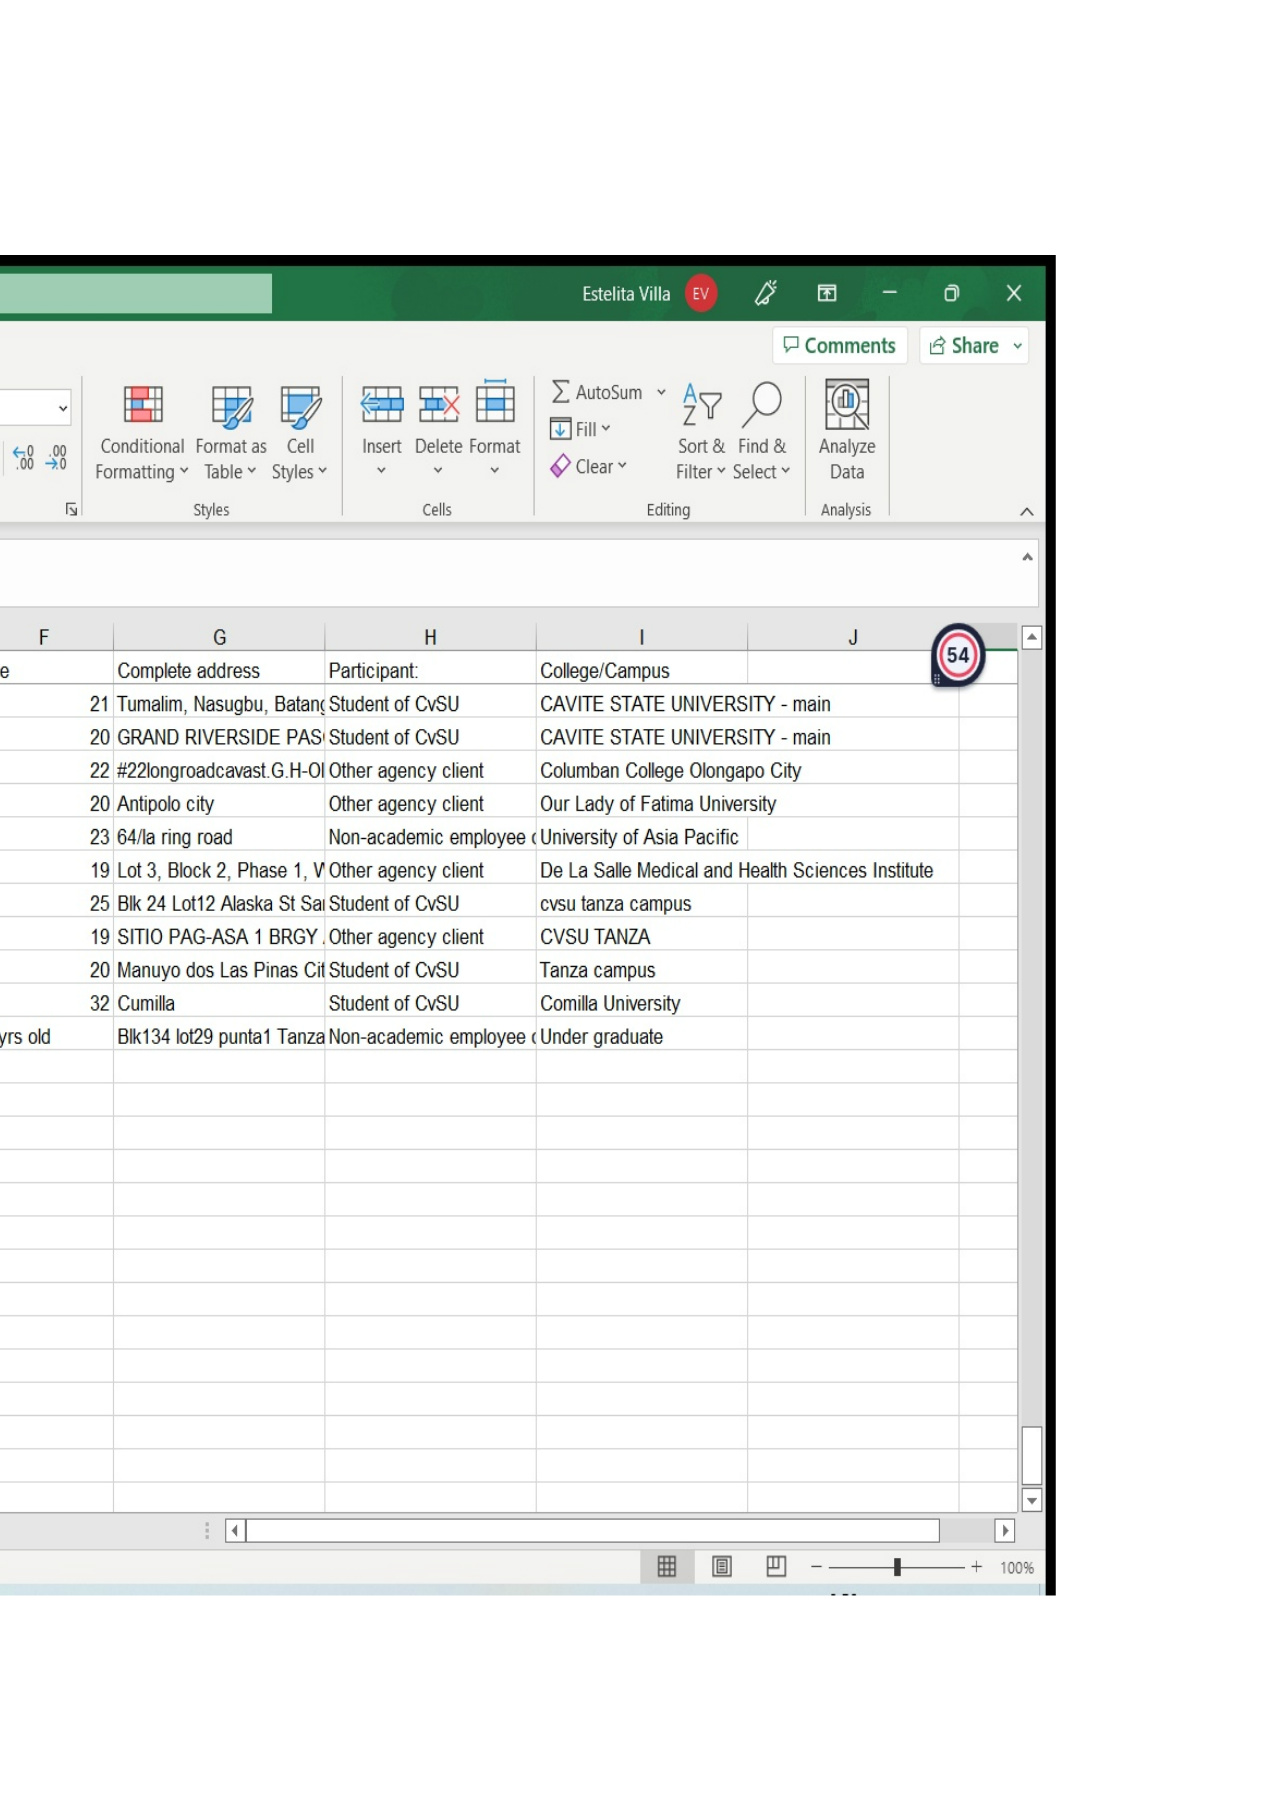 Estelita Villa EV
Comments Share
AutoSum
Fill
Clear
Conditional Formatting Format as Table Cell Styles Insert Delete Format Sort & Filter Find & Select Analyze Data
Styles Cells Editing Analysis
F G H I J
54
e Complete address Participant: College/Campus
21 Tumalim, Nasugbu, Batang Student of CvSU CAVITE STATE UNIVERSITY - main
20 GRAND RIVERSIDE PAS Student of CvSU CAVITE STATE UNIVERSITY - main
22 #22longroadcavast.G.H-Ol Other agency client Columban College Olongapo City
20 Antipolo city Other agency client Our Lady of Fatima University
23 64/la ring road Non-academic employee University of Asia Pacific
19 Lot 3, Block 2, Phase 1, Other agency client De La Salle Medical and Health Sciences Institute
25 Blk 24 Lot12 Alaska St Student of CvSU cvsu tanza campus
19 SITIO PAG-ASA 1 BRGY Other agency client CVSU TANZA
20 Manuyo dos Las Pinas Cit Student of CvSU Tanza campus
32 Cumilla Student of CvSU Comilla University
yrs old Blk134 lot29 punta1 Tanza Non-academic employee Under graduate
100%